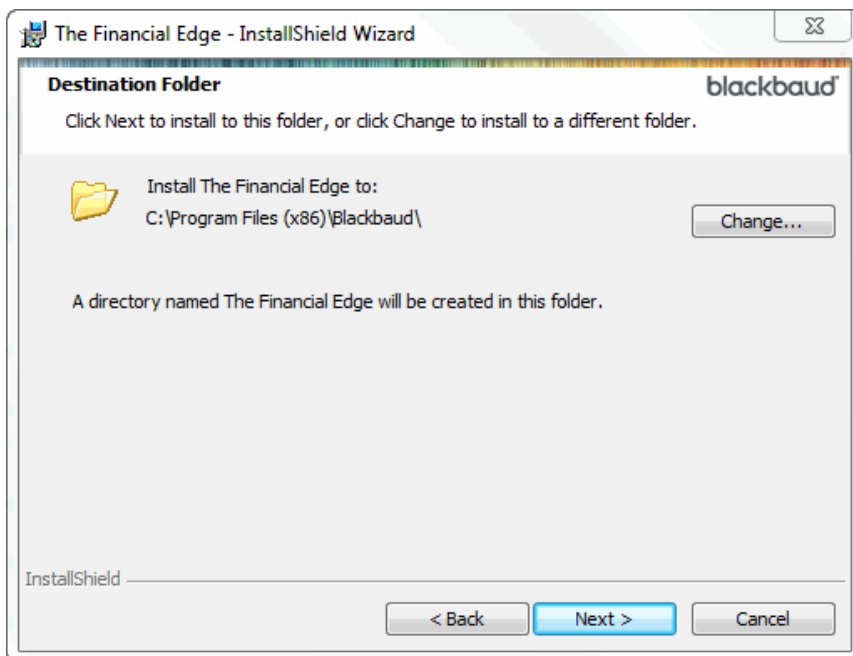 The Financial Edge - InstallShield Wizard
Destination Folder
blackbaud
Click Next to install to this folder, or click Change to install to a different folder.
Install The Financial Edge to:
C:\Program Files (x86)\Blackbaud\
Change...
A directory named The Financial Edge will be created in this folder.
InstallShield
< Back
Next >
Cancel